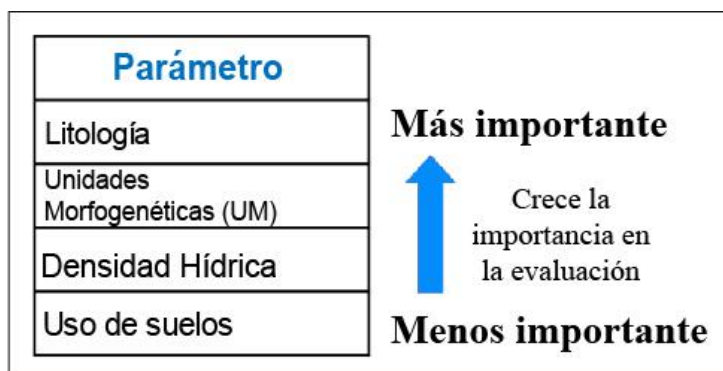 Parámetro
Litología
Unidades
Morfogenéticas (UM)
Densidad Hídrica
Uso de suelos
Más importante
Crece la
importancia en
la evaluación
Menos importante